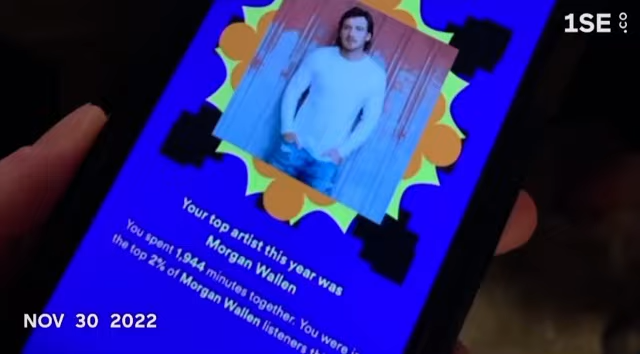 1SE.CO
Your top artist this year was
Morgan Wallen
You spent 1,944 minutes together. You were
the top 2% of Morgan Wallen listeners
NOV 30 2022